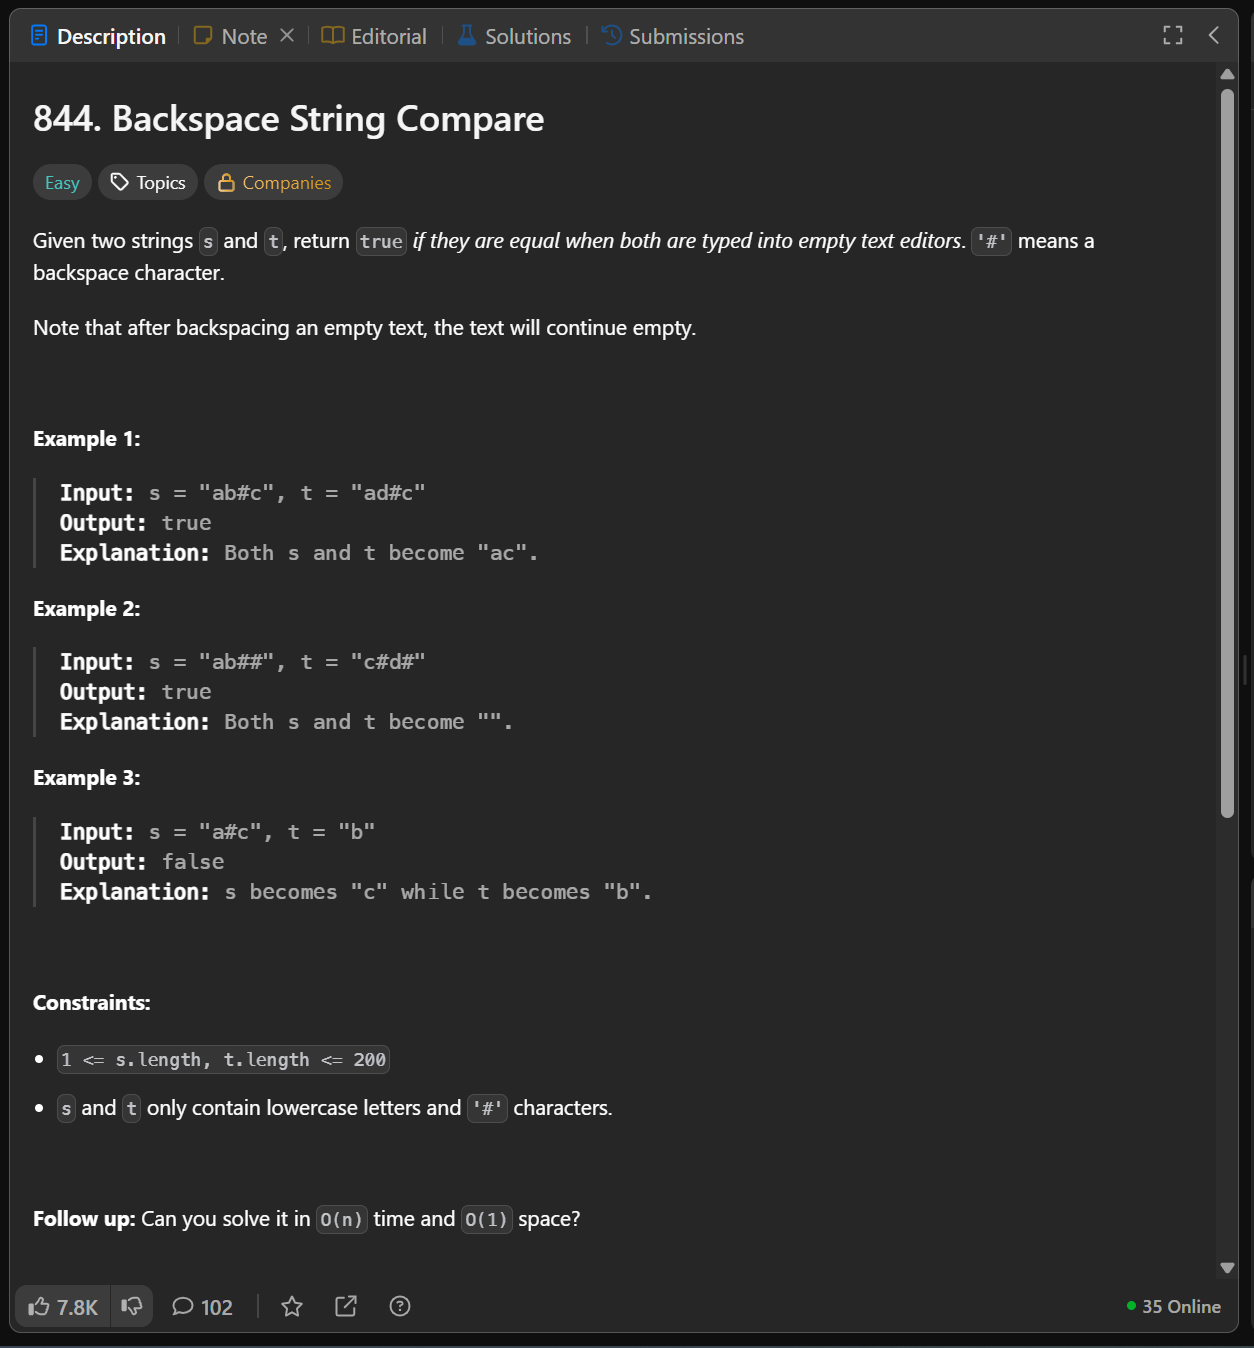 Description Note Editorial Solutions Submissions
844. Backspace String Compare
Easy Topics Companies
Given two strings s and t, return true if they are equal when both are typed into empty text editors. '#' means a
backspace character.
Note that after backspacing an empty text, the text will continue empty.
Example 1:
Input: s = "ab#c", t = "ad#c"
Output: true
Explanation: Both s and t become "ac".
Example 2:
Input: s = "ab##", t = "c#d#"
Output: true
Explanation: Both s and t become "".
Example 3:
Input: s = "a#c", t = "b"
Output: false
Explanation: s becomes "c" while t becomes "b".
Constraints:
• 1 <= s.length, t.length <= 200
• s and t only contain lowercase letters and '#' characters.
Follow up: Can you solve it in O(n) time and O(1) space?
7.8K 102 35 Online